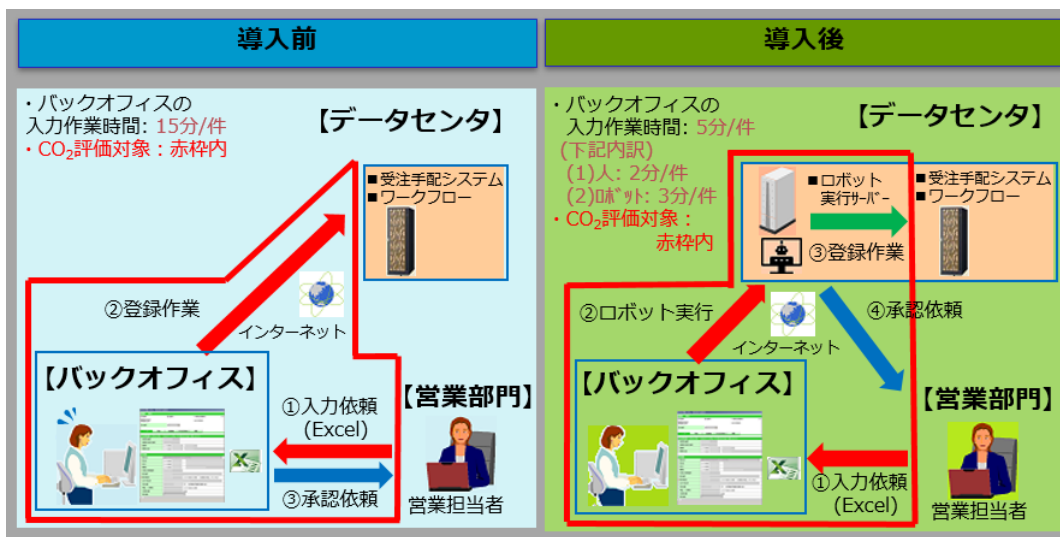 導入前
・バックオフィスの
入力作業時間: 15分/件
・CO₂評価対象：赤枠内
【データセンタ】
■受注手配システム
■ワークフロー
②登録作業
インターネット
【バックオフィス】
①入力依頼
(Excel)
③承認依頼
【営業部門】
営業担当者
導入後
・バックオフィスの
入力作業時間: 5分/件
(下記内訳)
(1)人: 2分/件
(2)ﾛﾎﾞｯﾄ: 3分/件
・CO₂評価対象：
赤枠内
【データセンタ】
■ロボット
実行ｻｰﾊﾞｰ
③登録作業
■受注手配システム
■ワークフロー
②ロボット実行
インターネット
④承認依頼
【バックオフィス】
①入力依頼
(Excel)
【営業部門】
営業担当者